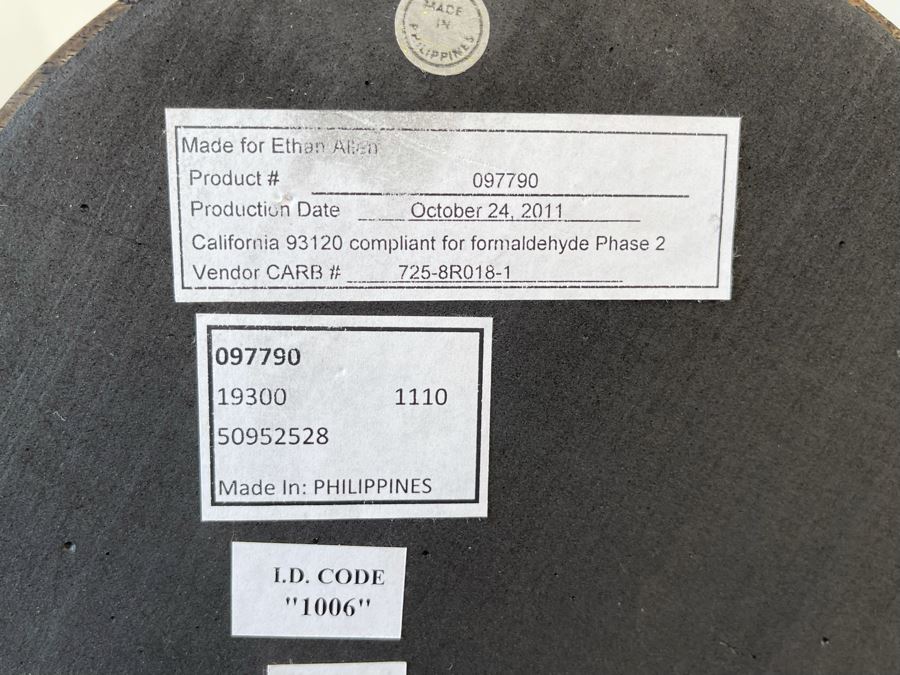 MADE
IN
PHILIPPINES
Made for Ethan Allen
Product # 097790
Production Date October 24, 2011
California 93120 compliant for formaldehyde Phase 2
Vendor CARB # 725-8R018-1
097790
19300 1110
50952528
Made In: PHILIPPINES
I.D. CODE
"1006"